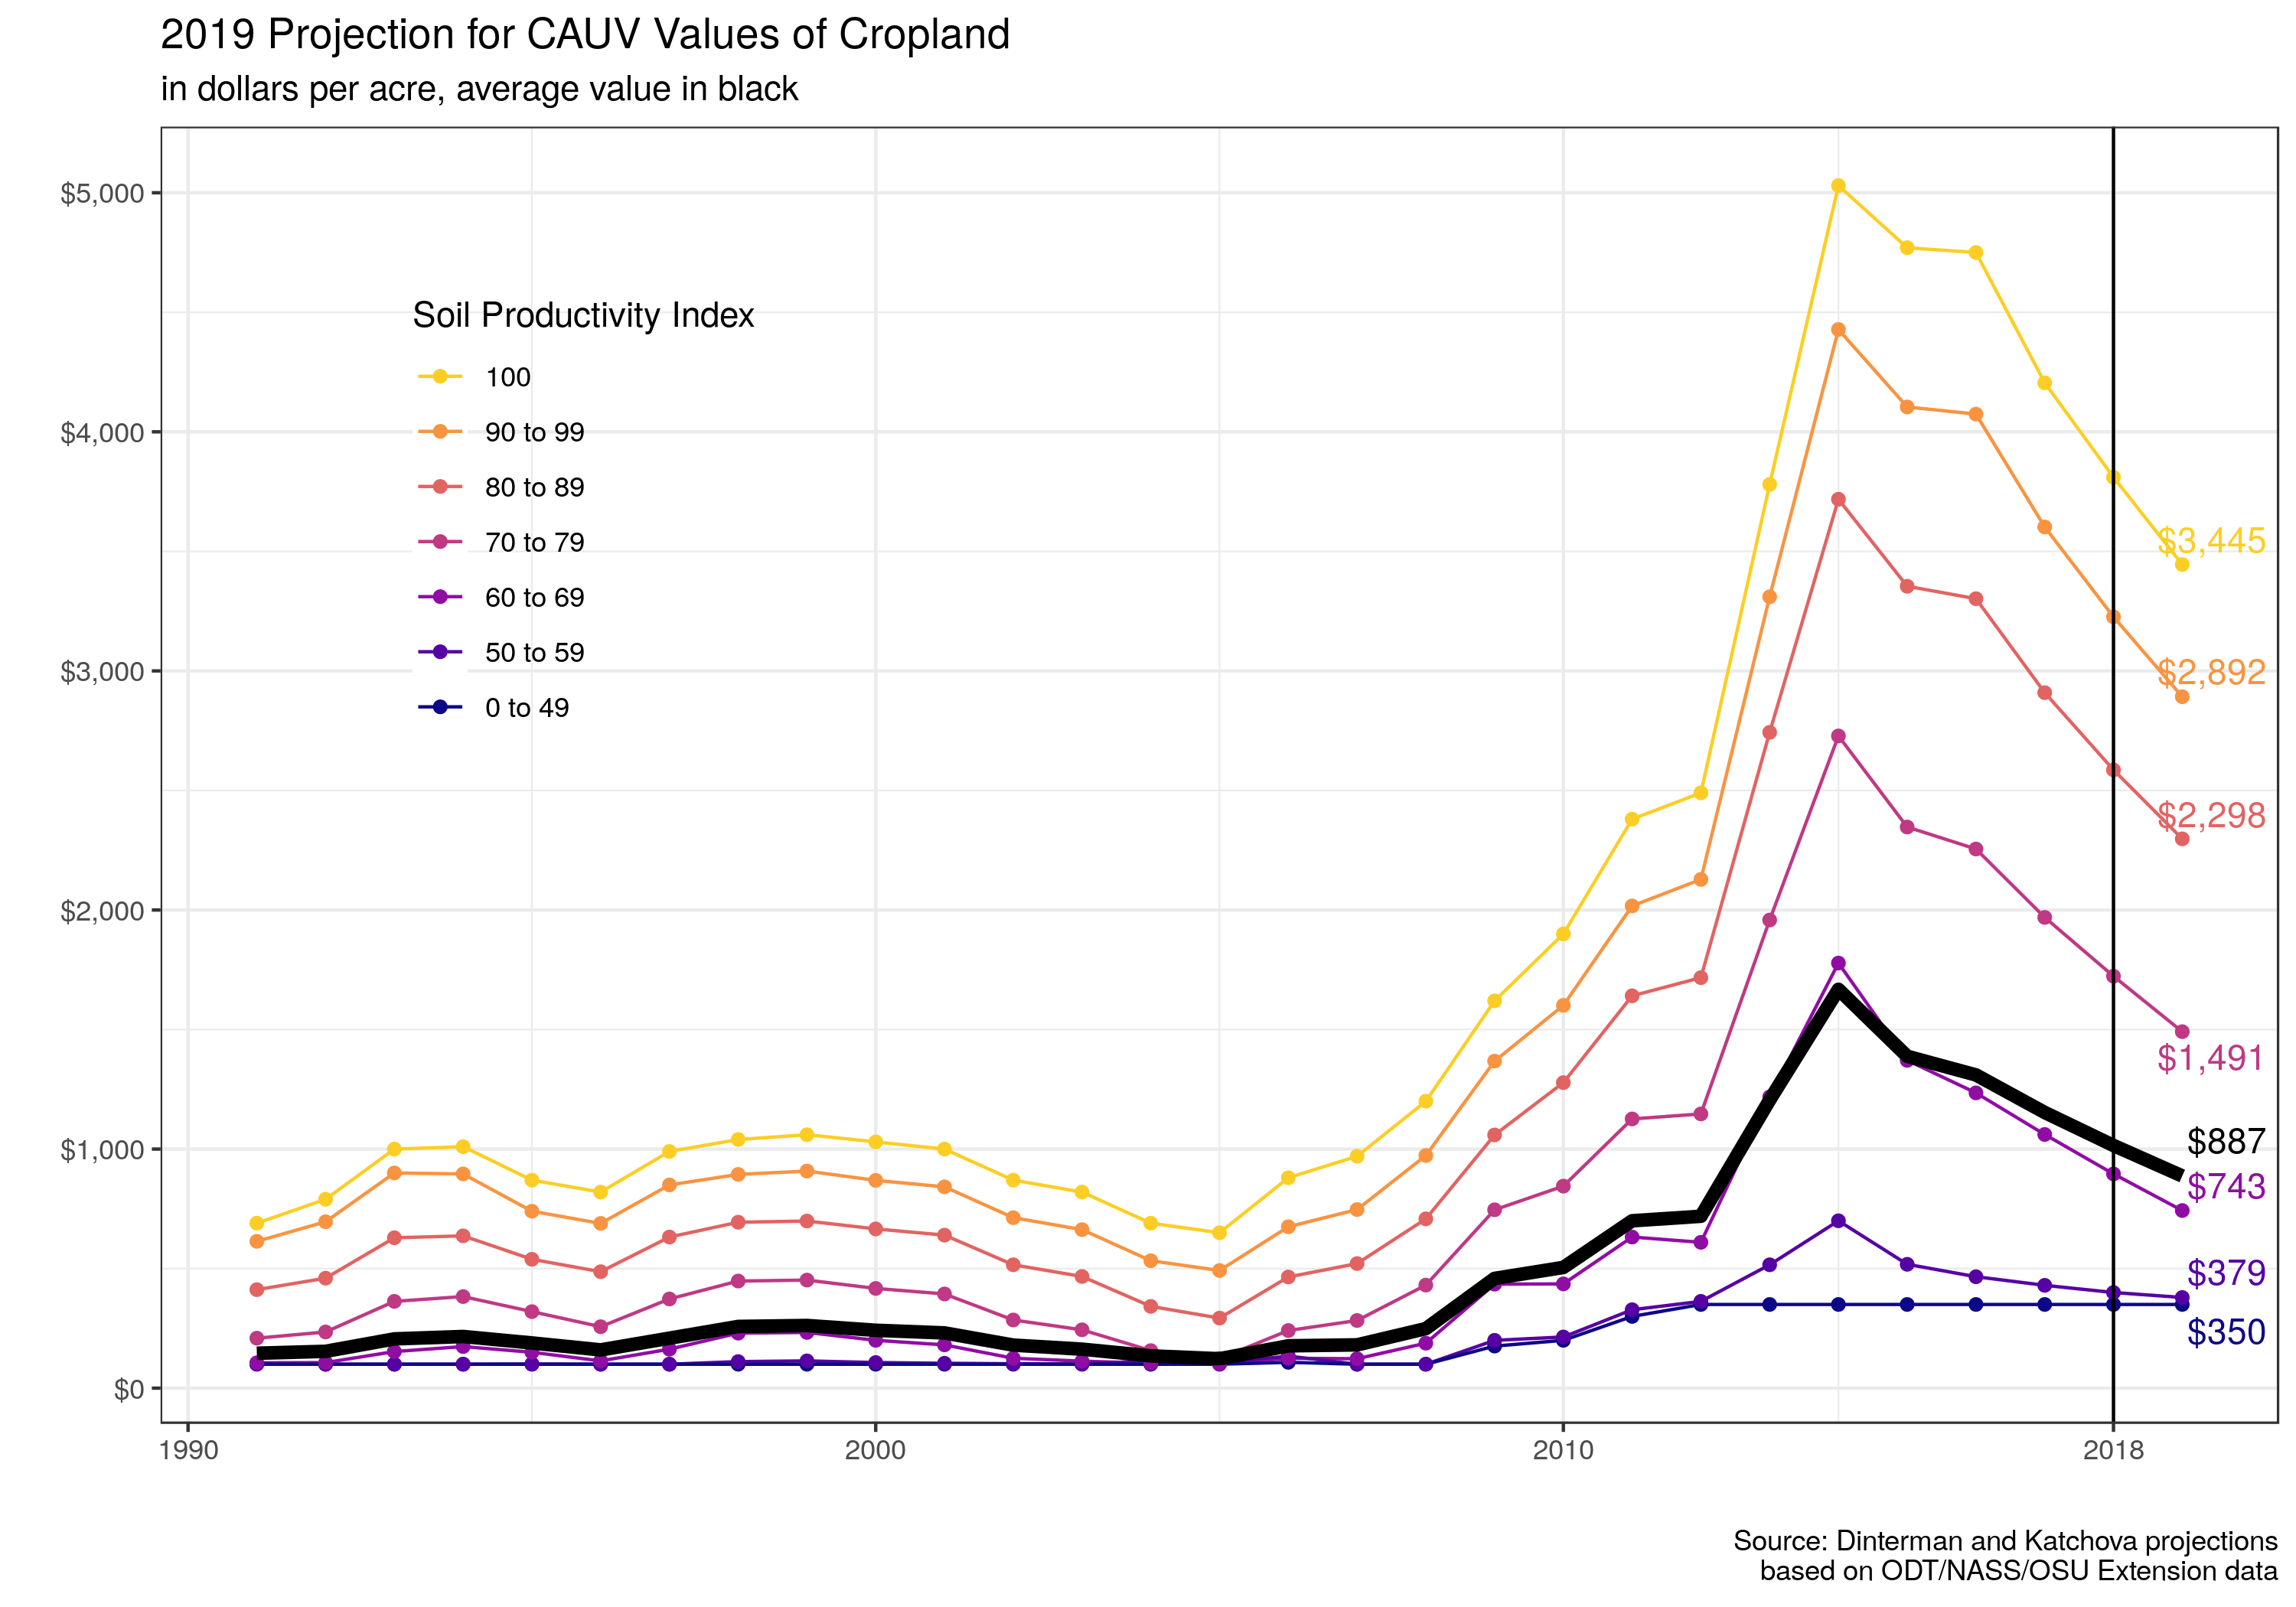 2019 Projection for CAUV Values of Cropland
in dollars per acre, average value in black
$5,000
$4,000
$3,000
$2,000
$1,000
$0
Soil Productivity Index
100
90 to 99
80 to 89
70 to 79
60 to 69
50 to 59
0 to 49
$3,445
$2,892
$2,298
$1,491
$887
$743
$379
$350
1990
2000
2010
2018
Source: Dinterman and Katchova projections
based on ODT/NASS/OSU Extension data